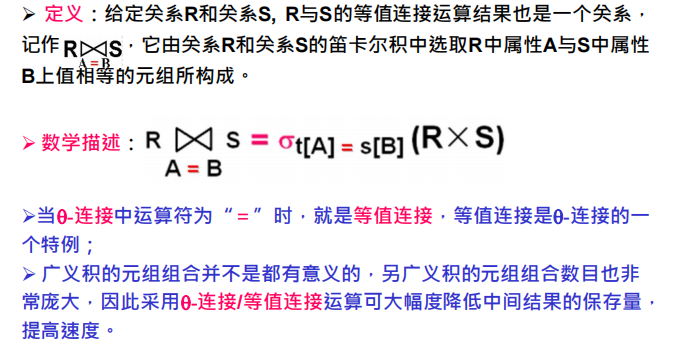 ➢ 定义：给定关系R和关系S, R与S的等值连接运算结果也是一个关系，
记作 R⋈S，它由关系R和关系S的笛卡尔积中选取R中属性A与S中属性
A=B
B上值相等的元组所构成。
➢ 数学描述：R ⋈ S = σt[A] = s[B] (R×S)
A = B
➢当θ-连接中运算符为“=”时，就是等值连接，等值连接是θ-连接的一
个特例；
➢ 广义积的元组组合并不是都有意义的，另广义积的元组组合数目也非
常庞大，因此采用θ-连接/等值连接运算可大幅度降低中间结果的保存量，
提高速度。